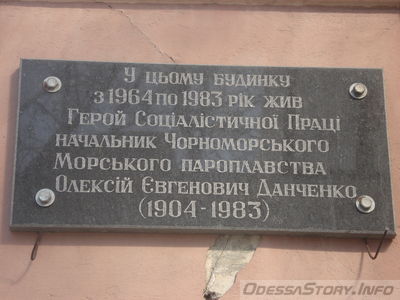 У цьому будинку
з 1964 по 1983 рік жив
Герой Соціалістичної Праці
начальник Чорноморського
Морського пароплавства
Олексій Євгенович Данченко
(1904-1983)
OdessaStory.Info